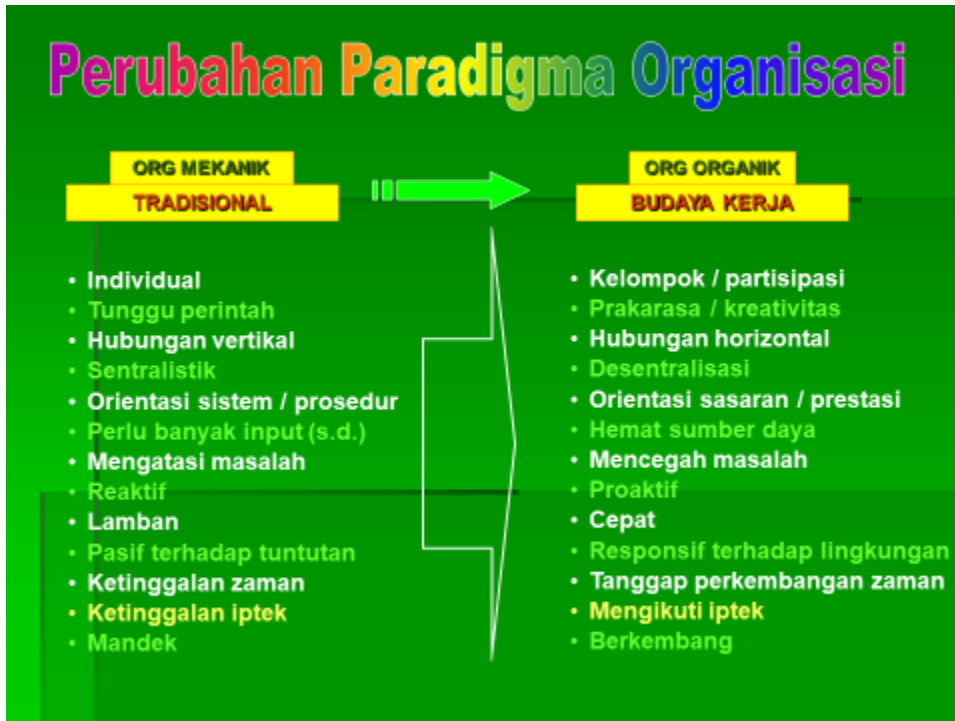 Perubahan Paradigma Organisasi
ORG MEKANIK
TRADISIONAL
• Individual
• Tunggu perintah
• Hubungan vertikal
• Sentralistik
• Orientasi sistem / prosedur
• Perlu banyak input (s.d.)
• Mengatasi masalah
• Reaktif
• Lamban
• Pasif terhadap tuntutan
• Ketinggalan zaman
• Ketinggalan iptek
• Mandek
ORG ORGANIK
BUDAYA KERJA
• Kelompok / partisipasi
• Prakarasa / kreativitas
• Hubungan horizontal
• Desentralisasi
• Orientasi sasaran / prestasi
• Hemat sumber daya
• Mencegah masalah
• Proaktif
• Cepat
• Responsif terhadap lingkungan
• Tanggap perkembangan zaman
• Mengikuti iptek
• Berkembang